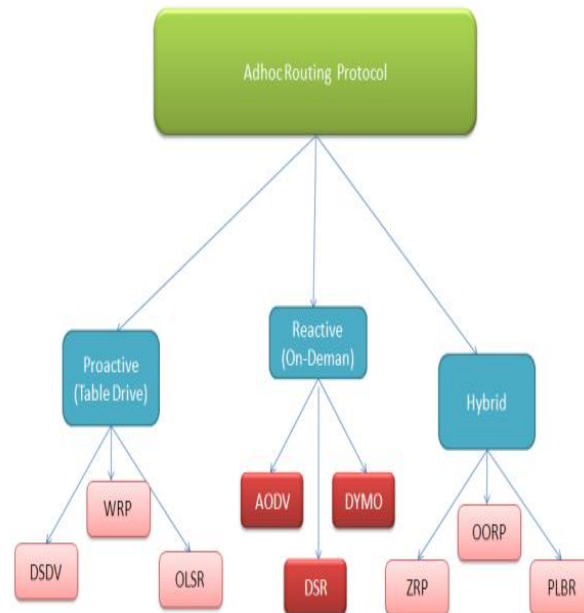 Adhoc Routing Protocol
Proactive
(Table Drive)
Reactive
(On-Deman)
Hybrid
DSDV
WRP
OLSR
AODV
DSR
DYMO
ZRP
OORP
PLBR